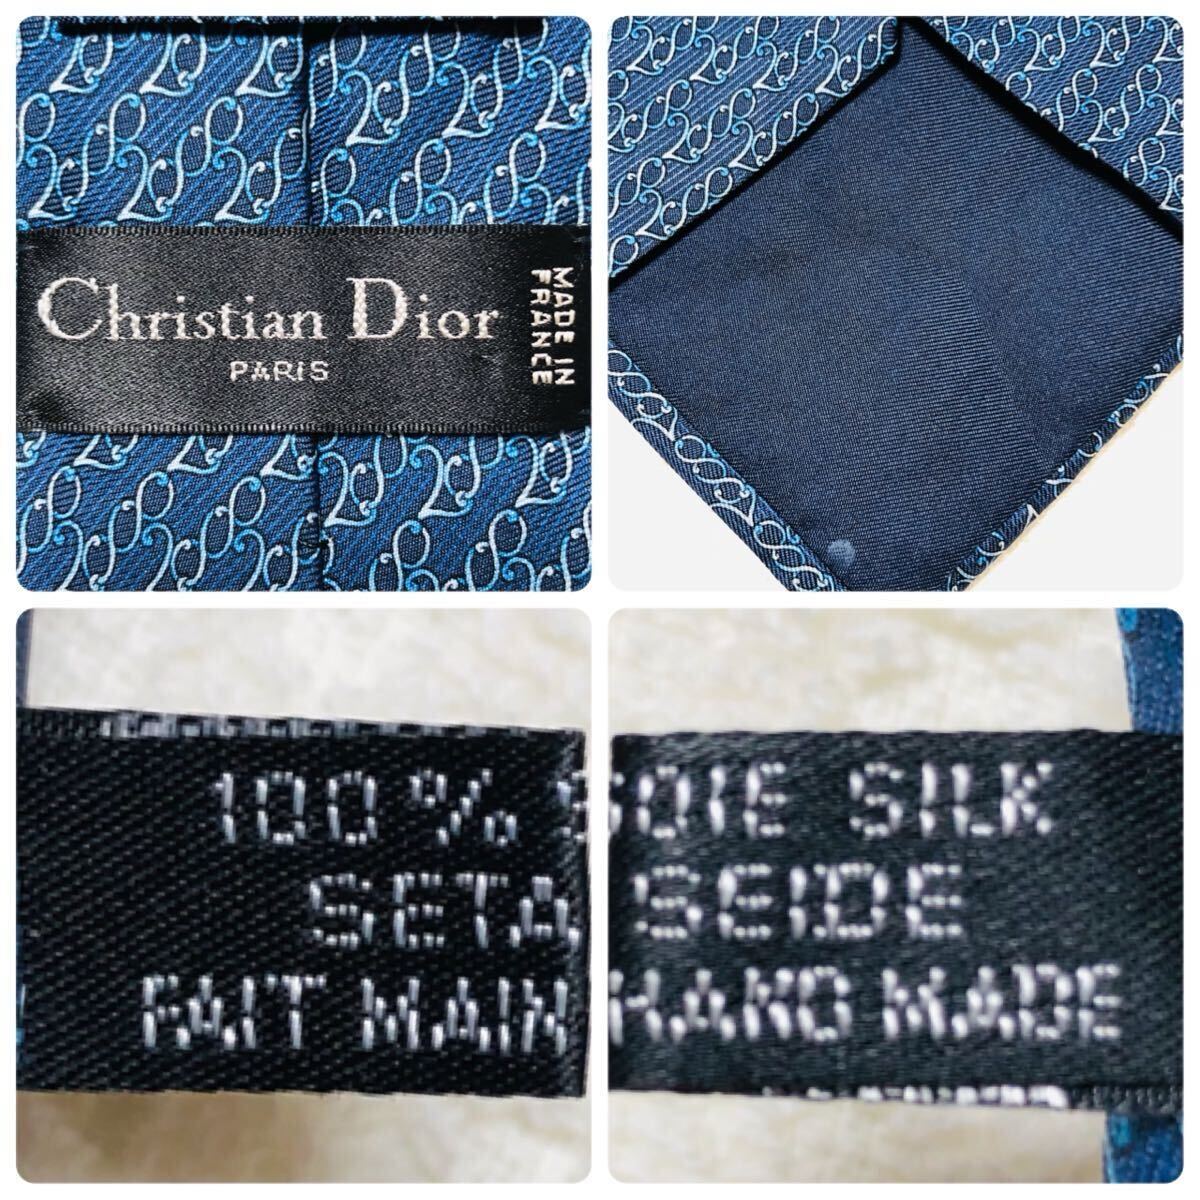 Christian Dior
PARIS
MADE IN
FRANCE
100% S
SETA
FAIT MAIN
SOIE SILK
SEIDE
HAND MADE